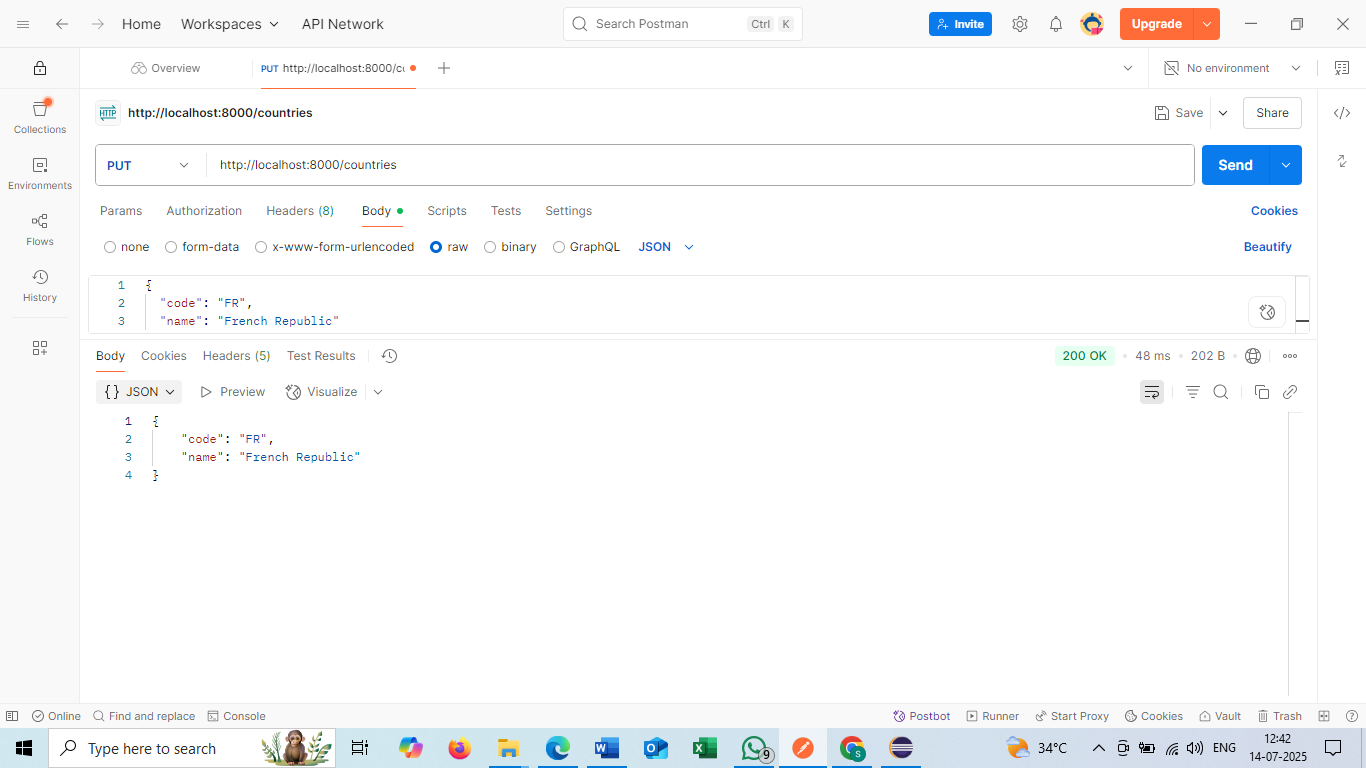 Home Workspaces API Network Search Postman Ctrl K Invite Upgrade
Overview PUT http://localhost:8000/co No environment
HTTP http://localhost:8000/countries Save Share
PUT http://localhost:8000/countries Send
Params Authorization Headers (8) Body Scripts Tests Settings Cookies
none form-data x-www-form-urlencoded raw binary GraphQL JSON Beautify
1 {
2 "code": "FR",
3 "name": "French Republic"
Collections
Environments
Flows
History
Body Cookies Headers (5) Test Results 200 OK • 48 ms • 202 B
{} JSON Preview Visualize
1 {
2 "code": "FR",
3 "name": "French Republic"
4 }
Online Find and replace Console Postbot Runner Start Proxy Cookies Vault Trash
Type here to search 9 34°C ENG 12:42
14-07-2025